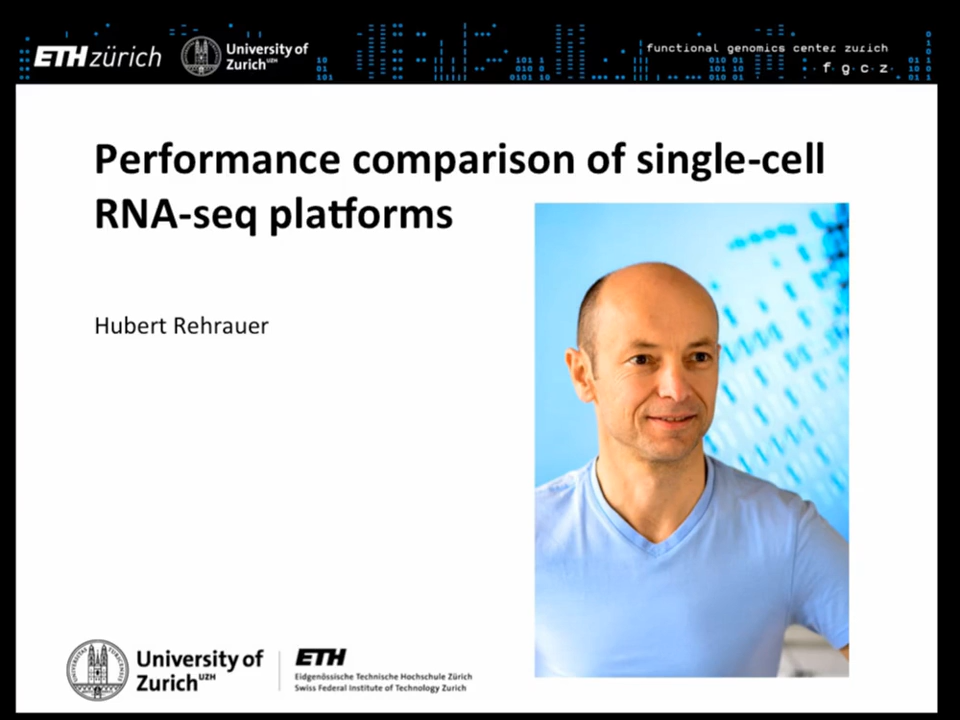 ETH zürich
University of
Zurich UZH
functional genomics center zurich
f·g·c·z·
Performance comparison of single-cell
RNA-seq platforms
Hubert Rehrauer
University of
Zurich UZH
ETH
Eidgenössische Technische Hochschule Zürich
Swiss Federal Institute of Technology Zurich